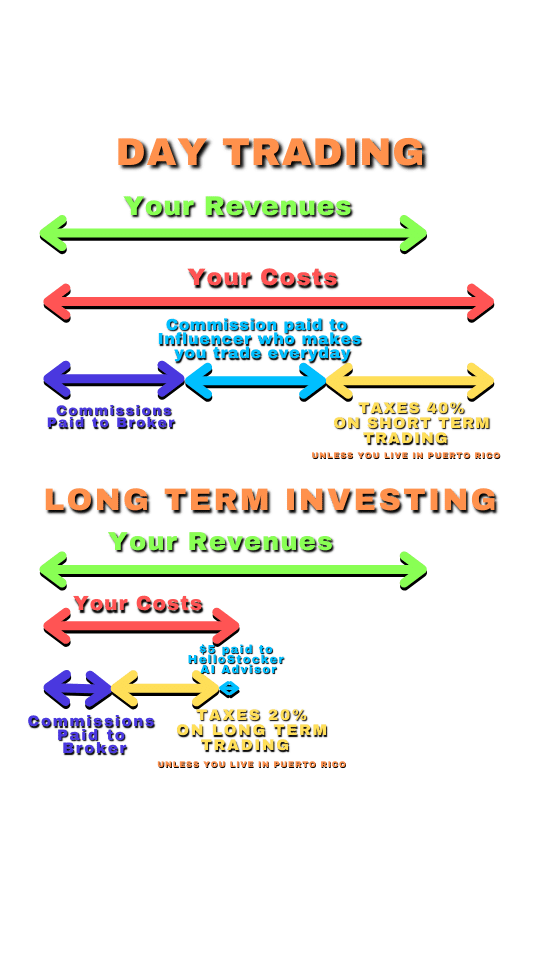 DAY TRADING
Your Revenues
Your Costs
Commission paid to
Influencer who makes
you trade everyday
Commissions
Paid to Broker
TAXES 40%
ON SHORT TERM
TRADING
UNLESS YOU LIVE IN PUERTO RICO
LONG TERM INVESTING
Your Revenues
Your Costs
$5 paid to
HelloStocker
AI Advisor
Commissions
Paid to
Broker
TAXES 20%
ON LONG TERM
TRADING
UNLESS YOU LIVE IN PUERTO RICO